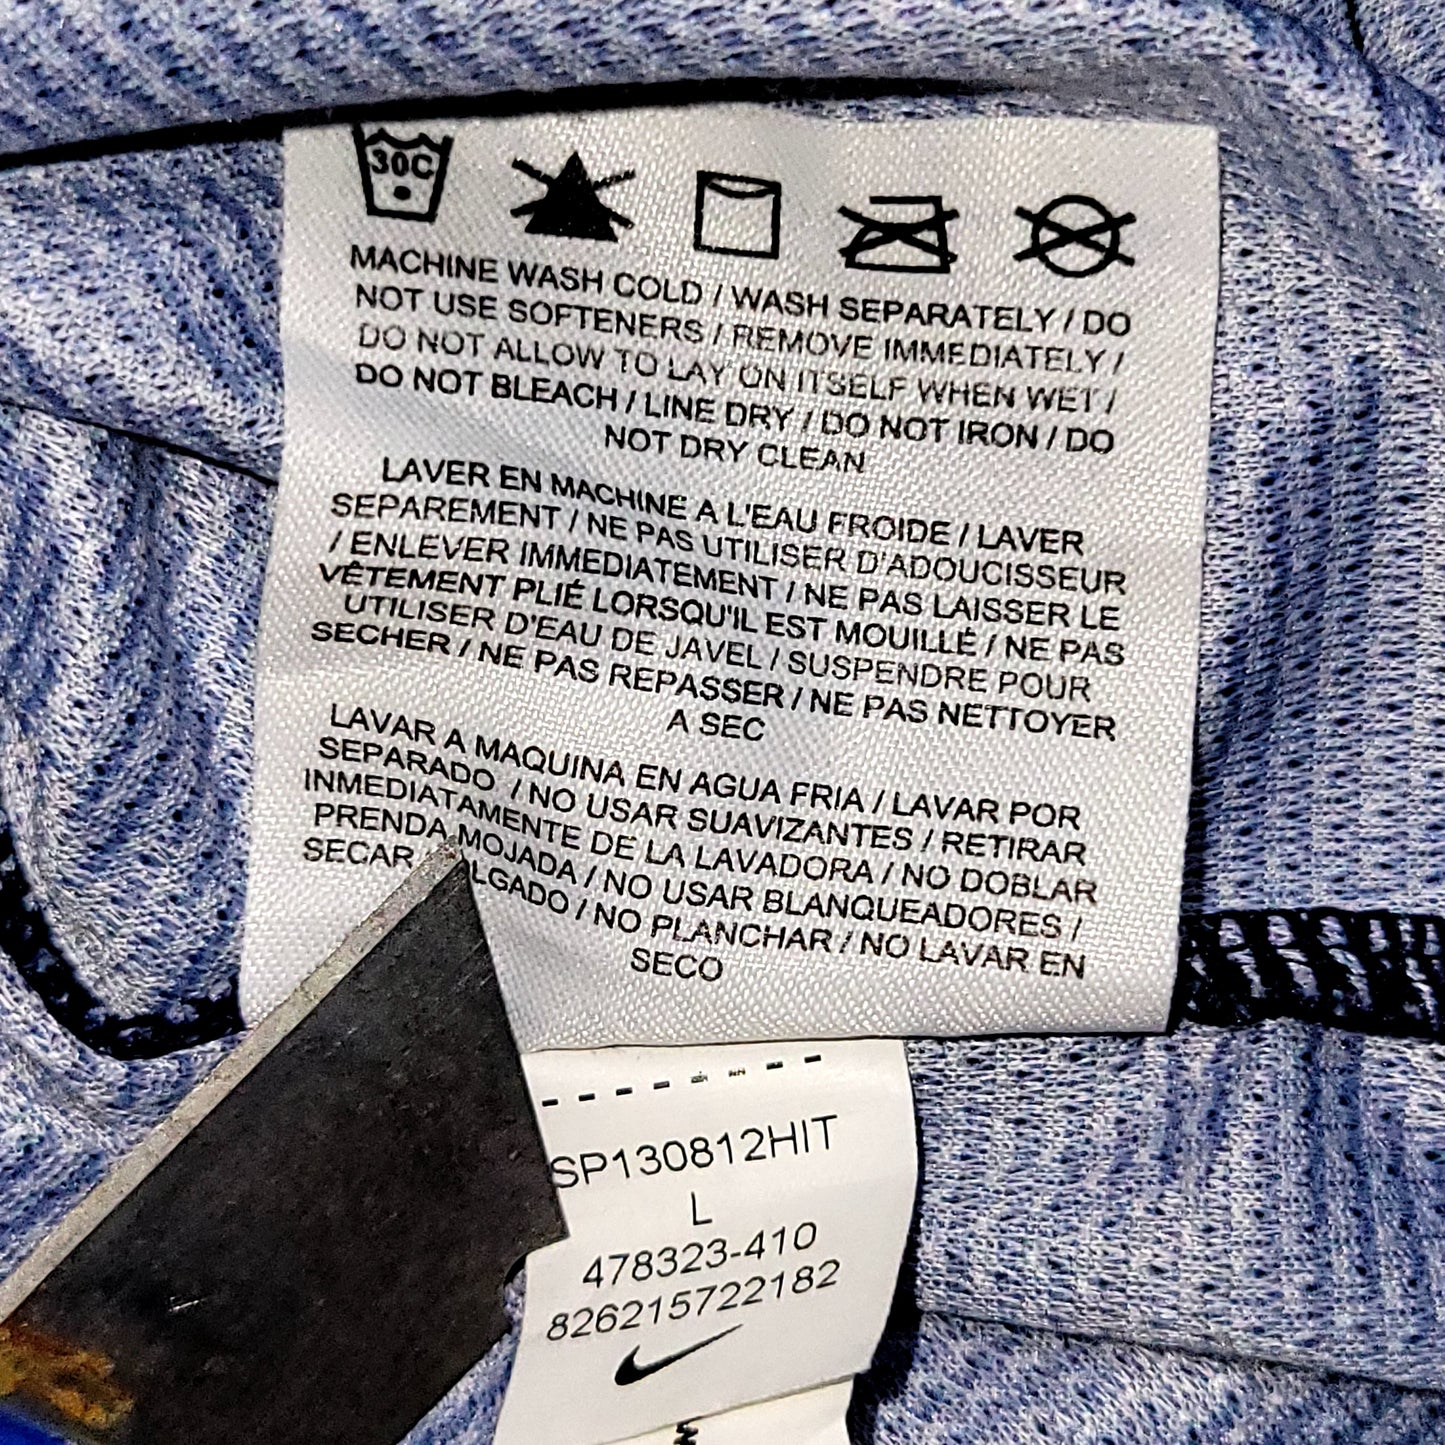 30C
MACHINE WASH COLD / WASH SEPARATELY / DO
NOT USE SOFTENERS / REMOVE IMMEDIATELY /
DO NOT ALLOW TO LAY ON ITSELF WHEN WET /
DO NOT BLEACH / LINE DRY / DO NOT IRON / DO
NOT DRY CLEAN
LAVER EN MACHINE A L'EAU FROIDE / LAVER
SEPAREMENT / NE PAS UTILISER D'ADOUCISSEUR
/ ENLEVER IMMEDIATEMENT / NE PAS LAISSER LE
VÊTEMENT PLIÉ LORSQU'IL EST MOUILLÉ / NE PAS
UTILISER D'EAU DE JAVEL / SUSPENDRE POUR
SECHER / NE PAS REPASSER / NE PAS NETTOYER
A SEC
LAVAR A MAQUINA EN AGUA FRIA / LAVAR POR
SEPARADO / NO USAR SUAVIZANTES / RETIRAR
INMEDIATAMENTE DE LA LAVADORA / NO DOBLAR
PRENDA MOJADA / NO USAR BLANQUEADORES /
SECAR LGADO / NO PLANCHAR / NO LAVAR EN
SECO
SP130812HIT
L
478323-410
826215722182